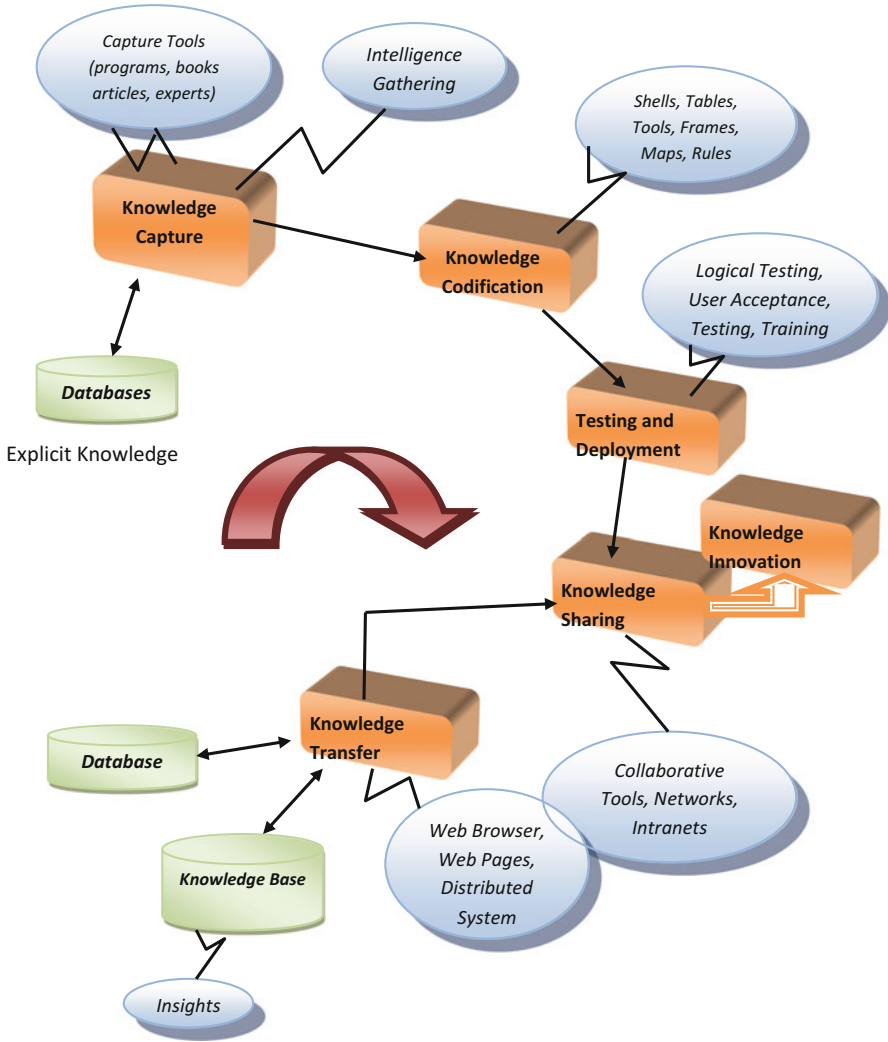 Capture Tools
(programs, books
articles, experts)
Intelligence
Gathering
Shells, Tables,
Tools, Frames,
Maps, Rules
Knowledge
Capture
Knowledge
Codification
Logical Testing,
User Acceptance,
Testing, Training
Databases
Explicit Knowledge
Testing and
Deployment
Knowledge
Innovation
Knowledge
Sharing
Knowledge
Transfer
Database
Collaborative
Tools, Networks,
Intranets
Web Browser,
Web Pages,
Distributed
System
Knowledge Base
Insights